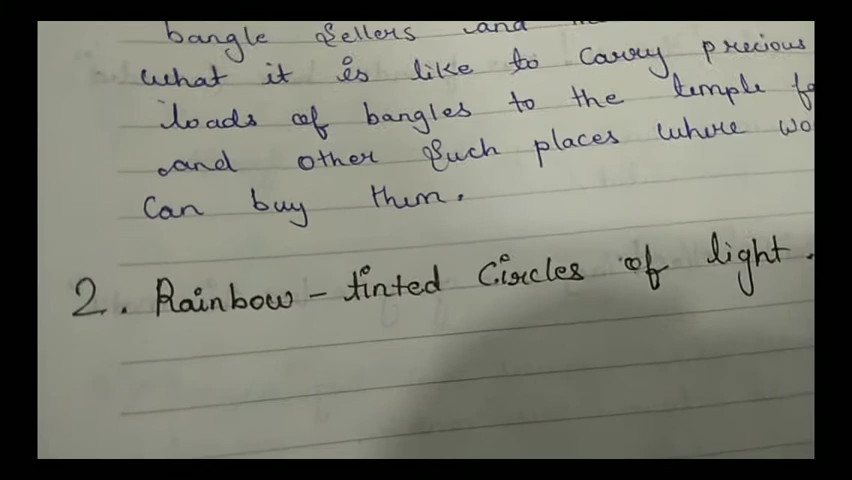 bangle sellers and
what it is like to carry precious
loads of bangles to the temple
and other such places where
can buy them.
2. Rainbow - tinted Circles of light.